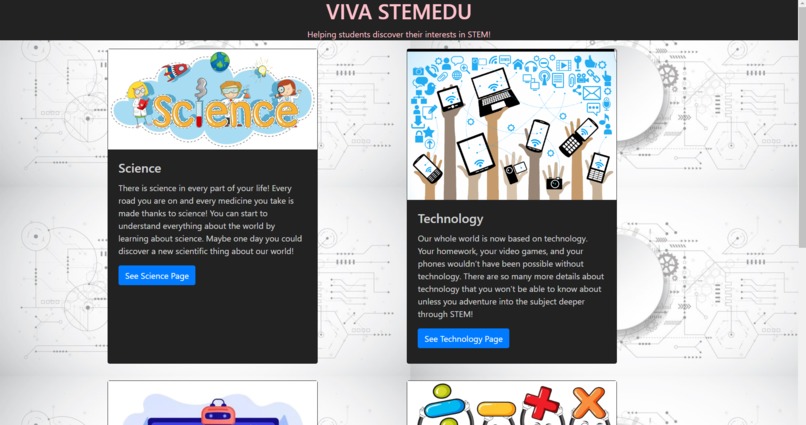 VIVA STEMEDU
Helping students discover their interests in STEM!
Science
Science
There is science in every part of your life! Every
road you are on and every medicine you take is
made thanks to science! You can start to
understand everything about the world by
learning about science. Maybe one day you could
discover a new scientific thing about our world!
See Science Page
Technology
Our whole world is now based on technology.
Your homework, your video games, and your
phones wouldn't have been possible without
technology. There are so many more details about
technology that you won't be able to know about
unless you adventure into the subject deeper
through STEM!
See Technology Page